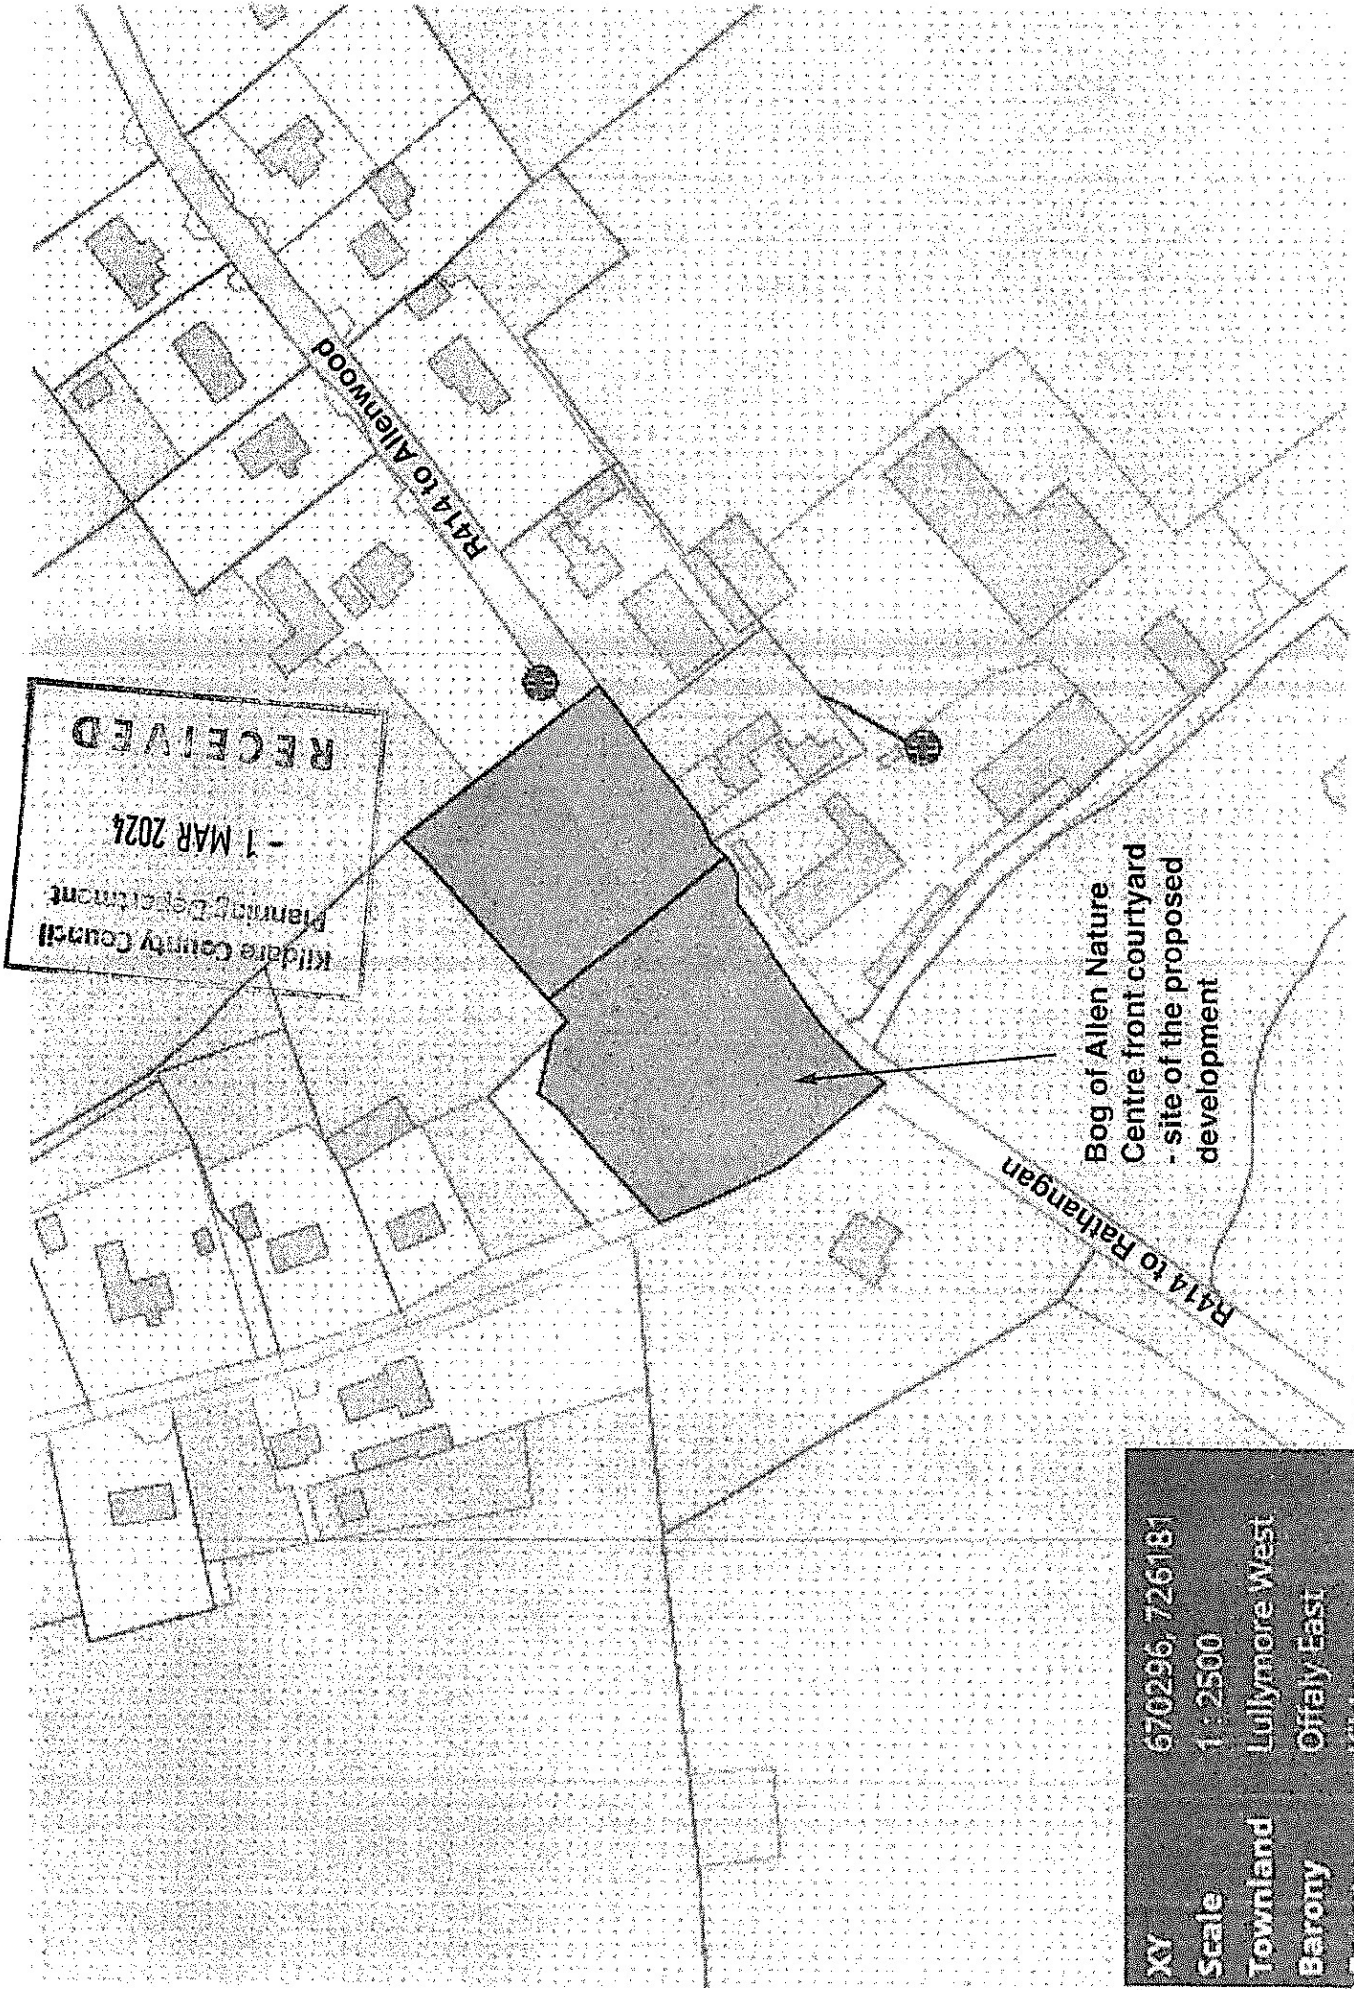 R414 to Allenwood
Kildare County Council
Planning Department
- 1 MAR 2024
RECEIVED
Bog of Allen Nature
Centre front courtyard
- site of the proposed
development
R414 to Rathangan
XY 670296, 726181
Scale 1 : 2500
Townland Lullymore West
Barony Offaly East